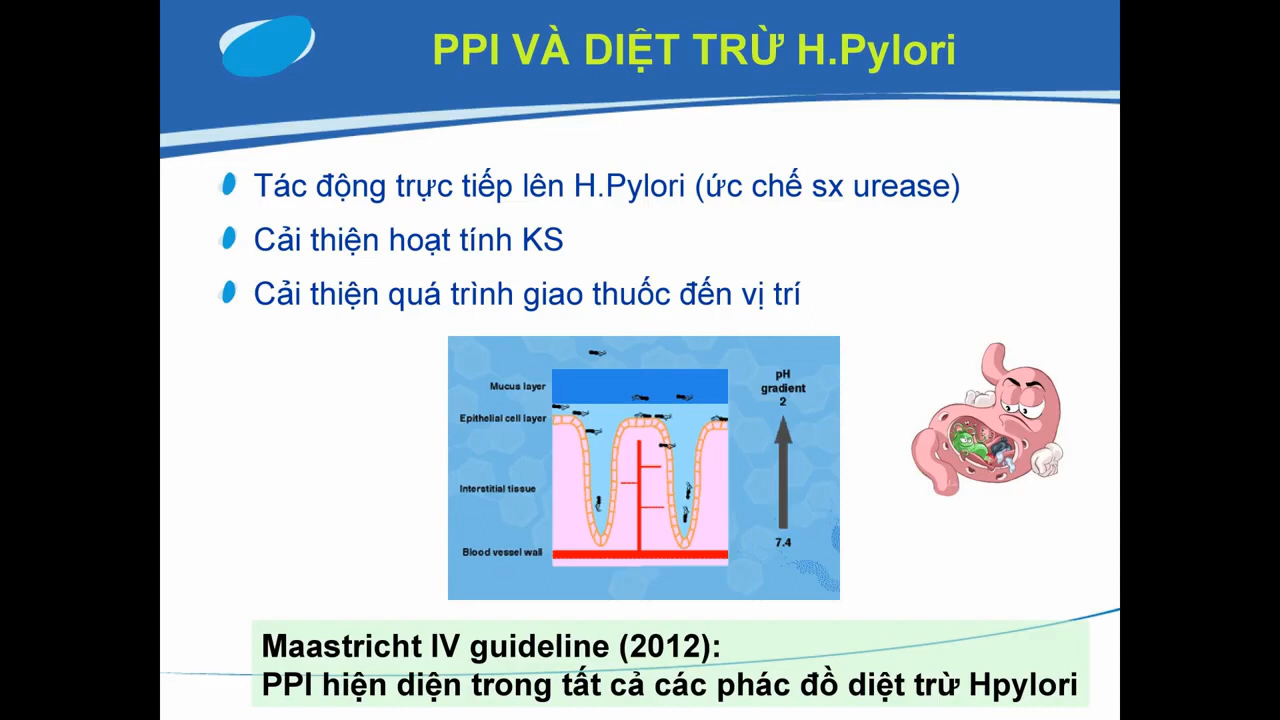 PPI VÀ DIỆT TRỪ H.Pylori
Tác động trực tiếp lên H.Pylori (ức chế sx urease)
Cải thiện hoạt tính KS
Cải thiện quá trình giao thuốc đến vị trí
Mucus layer
Epithelial cell layer
Interstitial tissue
Blood vessel wall
pH
gradient
2
7.4
Maastricht IV guideline (2012):
PPI hiện diện trong tất cả các phác đồ diệt trừ Hpylori